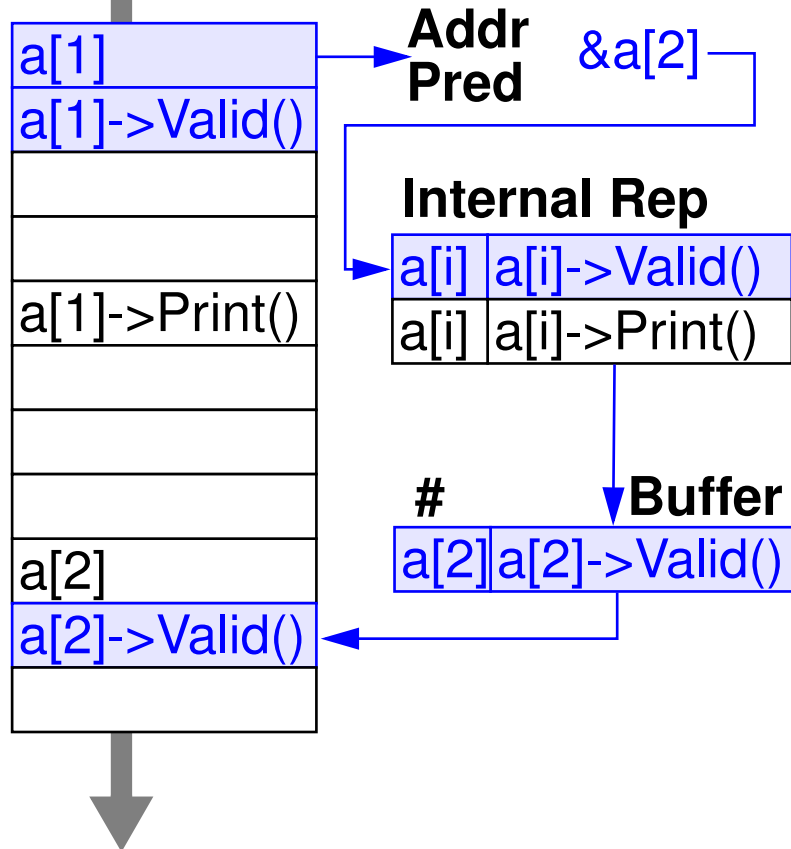 a[1]
a[1]->Valid()
a[1]->Print()
a[2]
a[2]->Valid()
Addr
Pred
&a[2]
Internal Rep
a[i] a[i]->Valid()
a[i] a[i]->Print()
# Buffer
a[2] a[2]->Valid()